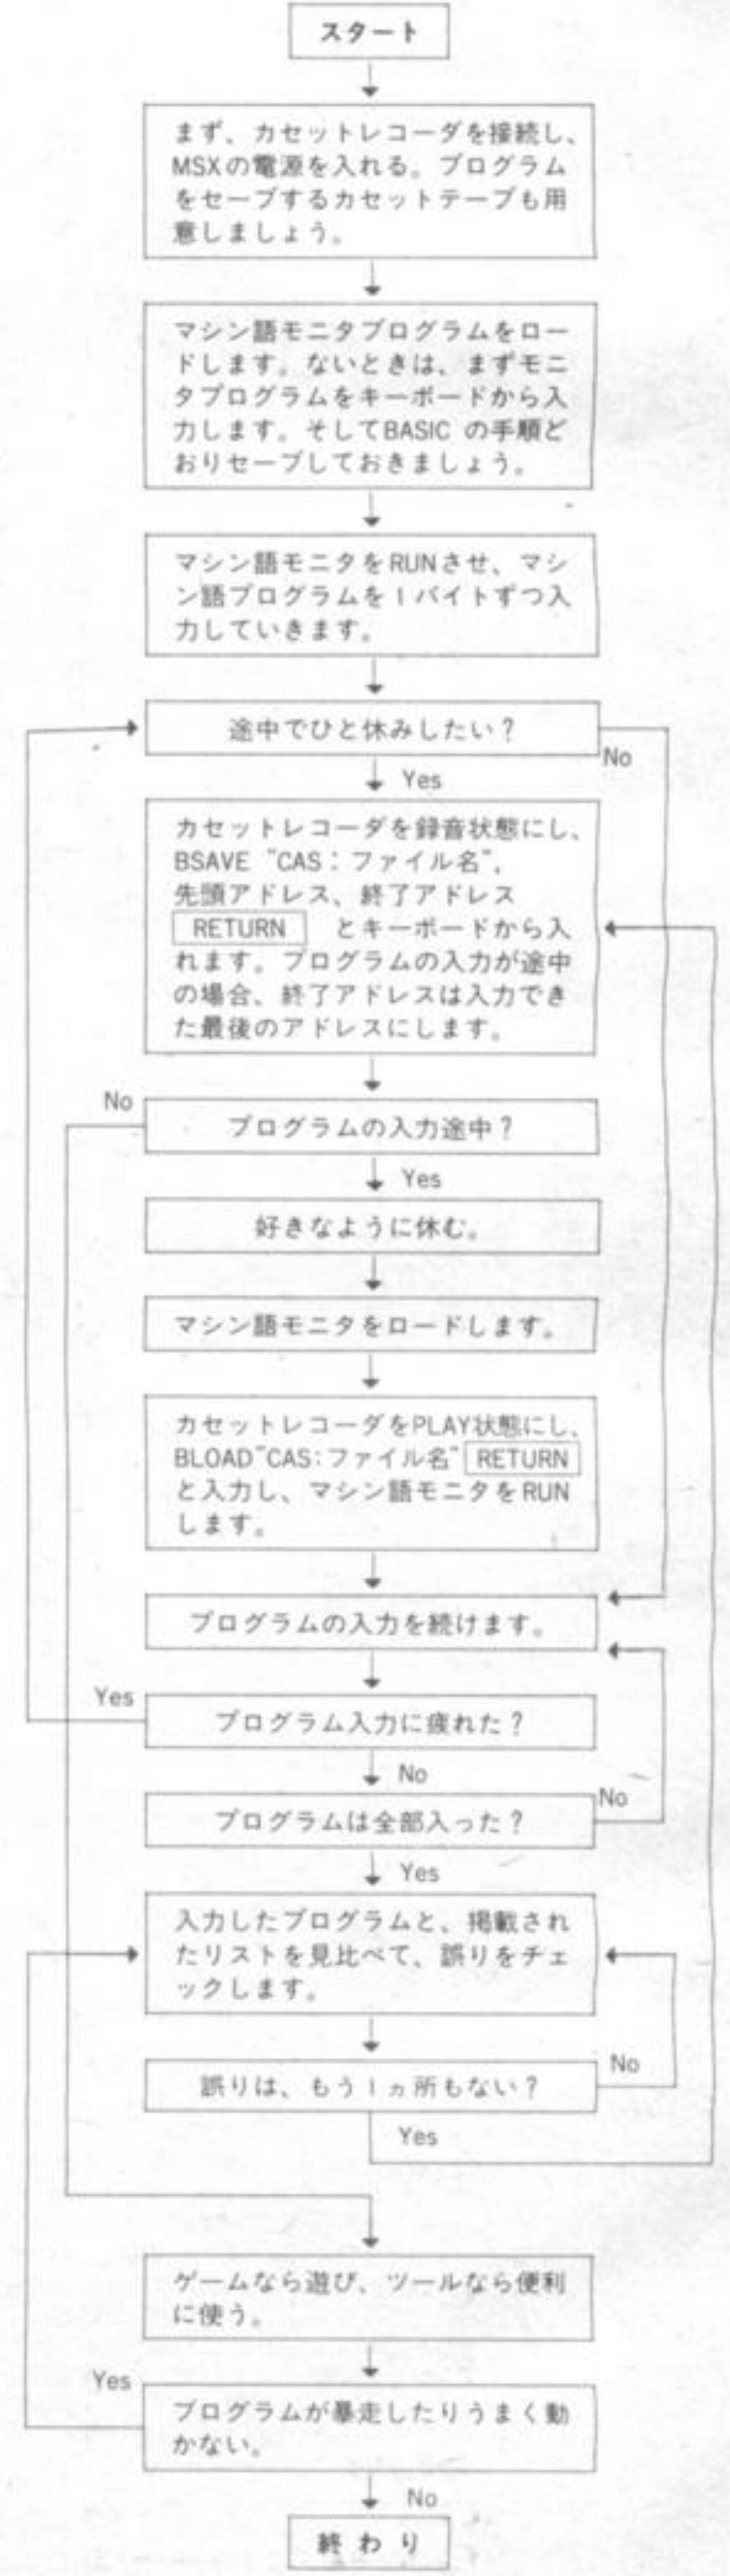 スタート
まず、カセットレコーダを接続し、
MSXの電源を入れる。プログラム
をセーブするカセットテープも用
意しましょう。
マシン語モニタプログラムをロー
ドします。ないときは、まずモニ
タプログラムをキーボードから入
力します。そしてBASIC の手順ど
おりセーブしておきましょう。
マシン語モニタをRUNさせ、マシ
ン語プログラムを1バイトずつ入
力していきます。
途中でひと休みしたい？
No
Yes
カセットレコーダを録音状態にし、
BSAVE "CAS：ファイル名",
先頭アドレス、終了アドレス
RETURN とキーボードから入
れます。プログラムの入力が途中
の場合、終了アドレスは入力でき
た最後のアドレスにします。
No
プログラムの入力途中？
Yes
好きなように休む。
マシン語モニタをロードします。
カセットレコーダをPLAY状態にし、
BLOAD"CAS:ファイル名" RETURN
と入力し、マシン語モニタをRUN
します。
プログラムの入力を続けます。
Yes
プログラム入力に疲れた？
No
No
プログラムは全部入った？
Yes
入力したプログラムと、掲載され
たリストを見比べて、誤りをチェ
ックします。
No
誤りは、もう1ヵ所もない？
Yes
ゲームなら遊び、ツールなら便利
に使う。
Yes
プログラムが暴走したりうまく動
かない。
No
終わり